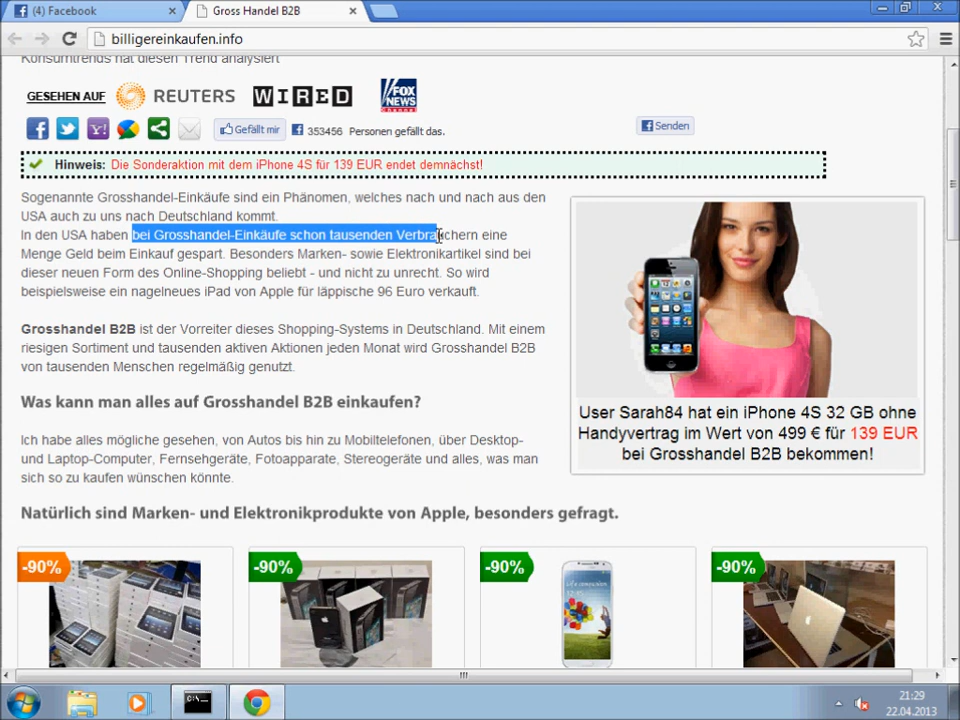 (4) Facebook
Gross Handel B2B
billigereinkaufen.info
Konsumtrends hat diesen Trend analysiert
GESEHEN AUF
REUTERS
WIRED
FOX
NEWS
Channel
Gefällt mir
353456 Personen gefällt das.
Senden
Hinweis: Die Sonderaktion mit dem iPhone 4S für 139 EUR endet demnächst!
Sogenannte Grosshandel-Einkäufe sind ein Phänomen, welches nach und nach aus den
USA auch zu uns nach Deutschland kommt.
In den USA haben bei Grosshandel-Einkäufe schon tausenden Verbrauchern eine
Menge Geld beim Einkauf gespart. Besonders Marken- sowie Elektronikartikel sind bei
dieser neuen Form des Online-Shopping beliebt - und nicht zu unrecht. So wird
beispielsweise ein nagelneues iPad von Apple für läppische 96 Euro verkauft.
Grosshandel B2B ist der Vorreiter dieses Shopping-Systems in Deutschland. Mit einem
riesigen Sortiment und tausenden aktiven Aktionen jeden Monat wird Grosshandel B2B
von tausenden Menschen regelmäßig genutzt.
User Sarah84 hat ein iPhone 4S 32 GB ohne
Handyvertrag im Wert von 499 € für 139 EUR
bei Grosshandel B2B bekommen!
Was kann man alles auf Grosshandel B2B einkaufen?
Ich habe alles mögliche gesehen, von Autos bis hin zu Mobiltelefonen, über Desktop-
und Laptop-Computer, Fernsehgeräte, Fotoapparate, Stereogeräte und alles, was man
sich so zu kaufen wünschen könnte.
Natürlich sind Marken- und Elektronikprodukte von Apple, besonders gefragt.
-90%
-90%
-90%
-90%
21:29
22.04.2013